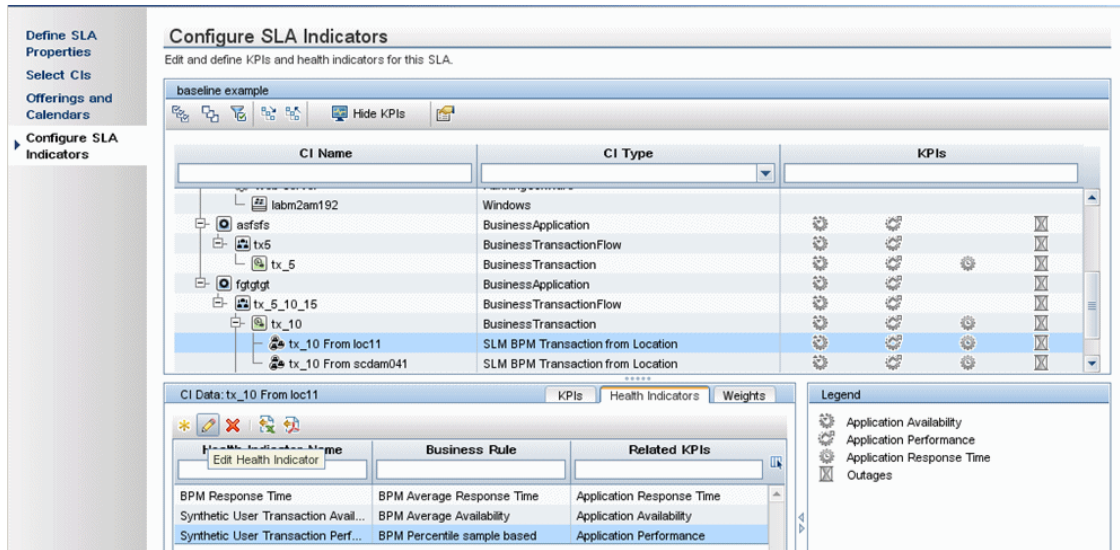 Define SLA
Properties
Select CIs
Offerings and
Calendars
Configure SLA
Indicators
Configure SLA Indicators
Edit and define KPIs and health indicators for this SLA.
baseline example
Hide KPIs
CI Name CI Type KPIs
labm2am192 Windows
asfsfs BusinessApplication
tx5 BusinessTransactionFlow
tx_5 BusinessTransaction
fgtgtgt BusinessApplication
tx_5_10_15 BusinessTransactionFlow
tx_10 BusinessTransaction
tx_10 From loc11 SLM BPM Transaction from Location
tx_10 From scdam041 SLM BPM Transaction from Location
CI Data: tx_10 From loc11 KPIs Health Indicators Weights
Name Business Rule Related KPIs
Edit Health Indicator
BPM Response Time BPM Average Response Time Application Response Time
Synthetic User Transaction Avail... BPM Average Availability Application Availability
Synthetic User Transaction Perf... BPM Percentile sample based Application Performance
Legend
Application Availability
Application Performance
Application Response Time
Outages